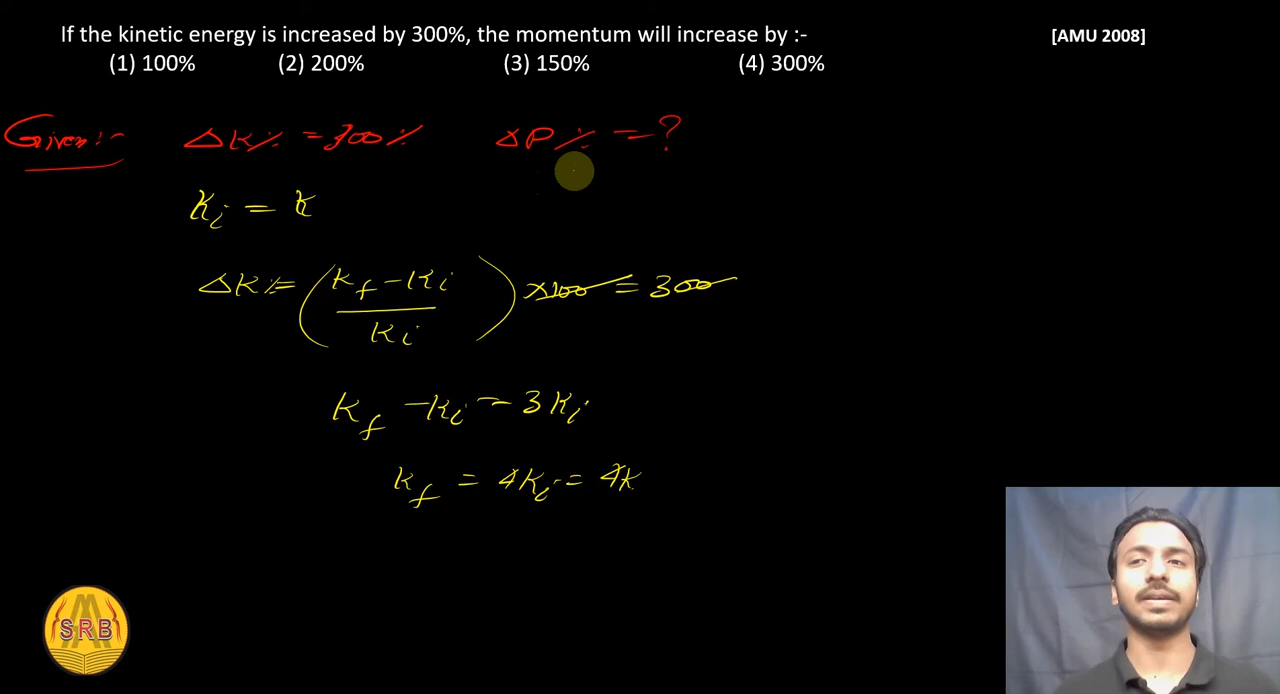 If the kinetic energy is increased by 300%, the momentum will increase by :- [AMU 2008]
(1) 100% (2) 200% (3) 150% (4) 300%
Given:- ΔK% = 300% ΔP% = ?
Ki = K
ΔK% = (Kf - Ki / Ki) ×100 = 300
Kf - Ki = 3Ki
Kf = 4Ki = 4K
SRB